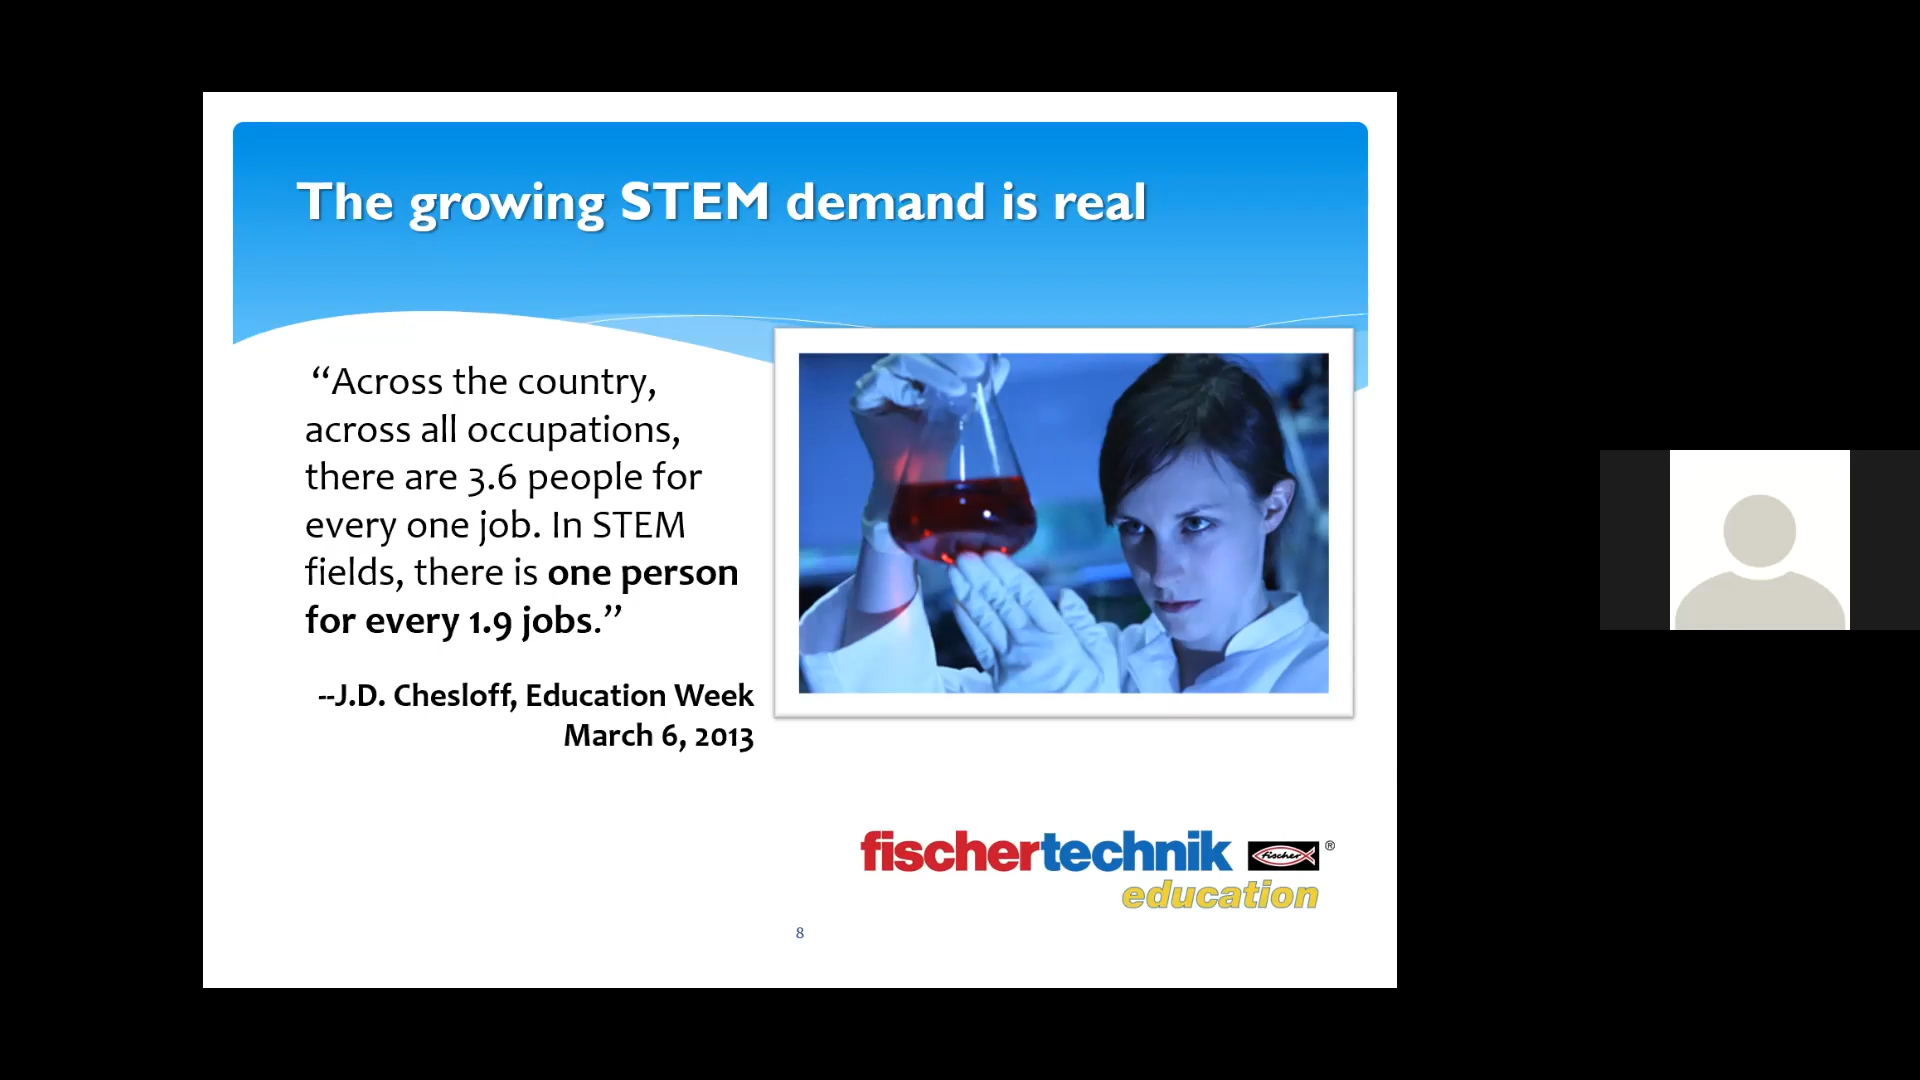 The growing STEM demand is real
“Across the country,
across all occupations,
there are 3.6 people for
every one job. In STEM
fields, there is one person
for every 1.9 jobs.”
--J.D. Chesloff, Education Week
March 6, 2013
fischertechnik fischer ®
education
8